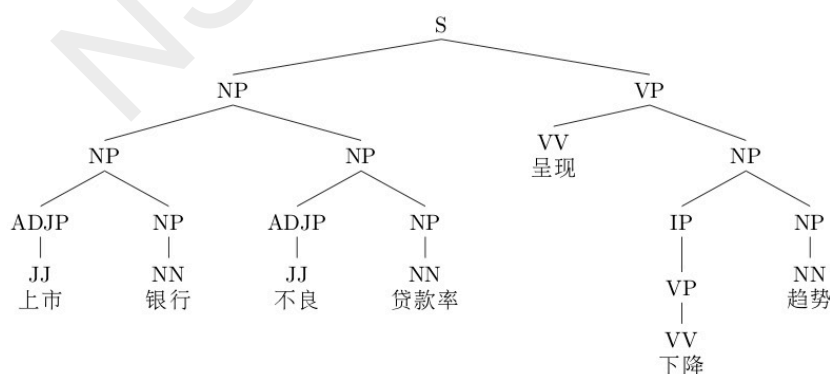 S
NP VP
NP NP VV NP
呈现
ADJP NP ADJP NP IP NP
JJ NN JJ NN VP NN
上市 银行 不良 贷款率 趋势
VV
下降